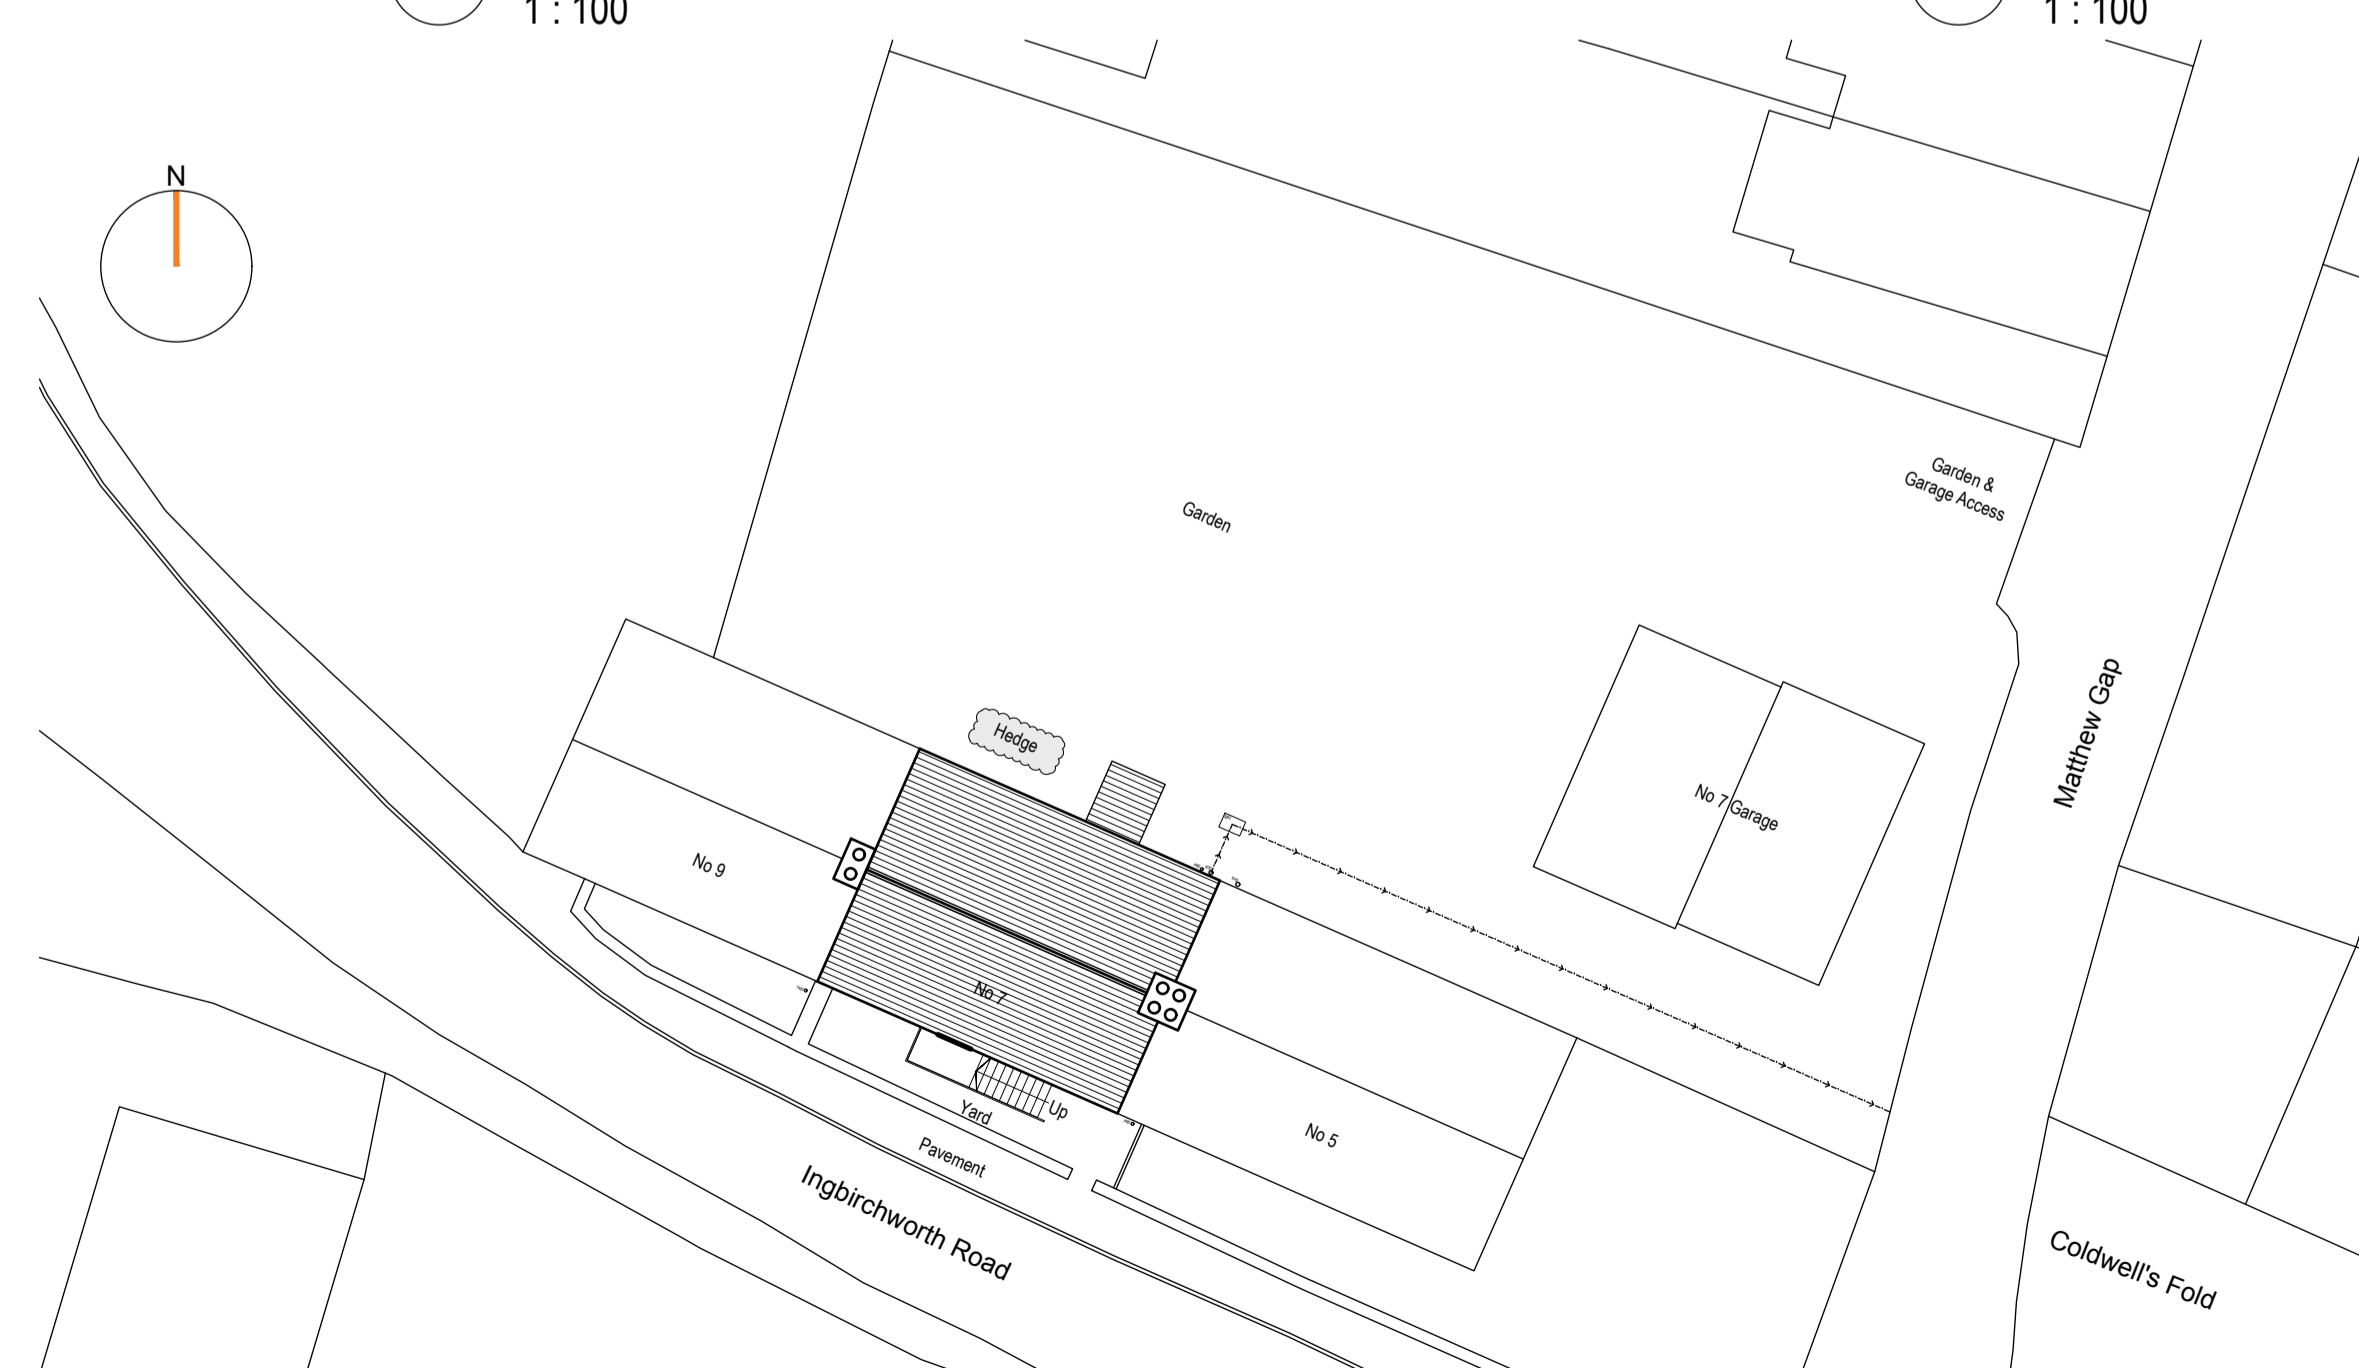 1 : 100
1 : 100
N
Garden &
Garage Access
Garden
Matthew Gap
Hedge
No 7 Garage
No 9
No 7
Up
Yard
No 5
Pavement
Ingbirchworth Road
Coldwell's Fold